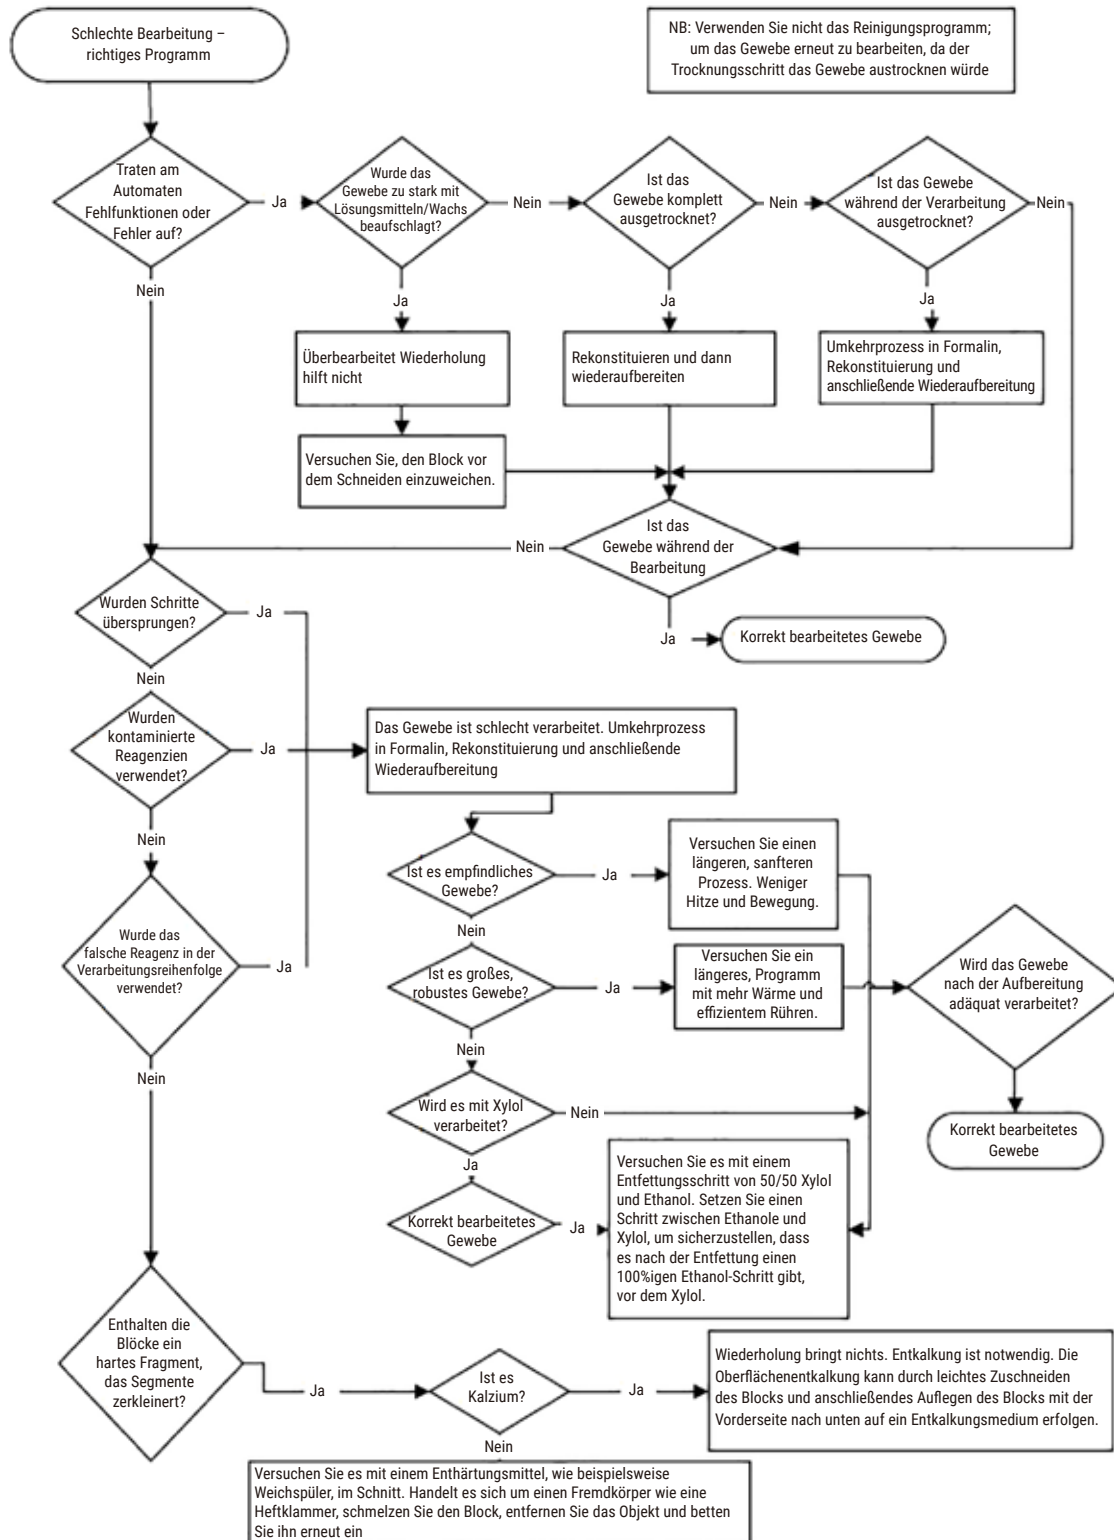 Schlechte Bearbeitung –
richtiges Programm
NB: Verwenden Sie nicht das Reinigungsprogramm;
um das Gewebe erneut zu bearbeiten, da der
Trocknungsschritt das Gewebe austrocknen würde
Traten am
Automaten
Fehlfunktionen oder
Fehler auf?
Ja
Wurde das
Gewebe zu stark mit
Lösungsmitteln/Wachs
beaufschlagt?
Nein
Ist das
Gewebe komplett
ausgetrocknet?
Nein
Ist das Gewebe
während der Verarbeitung
ausgetrocknet?
Nein
Nein
Ja
Ja
Ja
Überbearbeitet Wiederholung
hilft nicht
Rekonstituieren und dann
wiederaufbereiten
Umkehrprozess in Formalin,
Rekonstituierung und
anschließende Wiederaufbereitung
Versuchen Sie, den Block vor
dem Schneiden einzuweichen.
Ist das
Gewebe während der
Bearbeitung
Nein
Ja
Korrekt bearbeitetes Gewebe
Wurden Schritte
übersprungen?
Ja
Nein
Wurden
kontaminierte
Reagenzien
verwendet?
Ja
Das Gewebe ist schlecht verarbeitet. Umkehrprozess
in Formalin, Rekonstituierung und anschließende
Wiederaufbereitung
Nein
Wurde das
falsche Reagenz in der
Verarbeitungsreihenfolge
verwendet?
Ja
Nein
Ist es empfindliches
Gewebe?
Ja
Versuchen Sie einen
längeren, sanfteren
Prozess. Weniger
Hitze und Bewegung.
Nein
Ist es großes,
robustes Gewebe?
Ja
Versuchen Sie ein
längeres, Programm
mit mehr Wärme und
effizientem Rühren.
Wird das Gewebe
nach der Aufbereitung
adäquat verarbeitet?
Nein
Wird es mit Xylol
verarbeitet?
Nein
Korrekt bearbeitetes
Gewebe
Ja
Korrekt bearbeitetes
Gewebe
Ja
Versuchen Sie es mit einem
Entfettungsschritt von 50/50 Xylol
und Ethanol. Setzen Sie einen
Schritt zwischen Ethanole und
Xylol, um sicherzustellen, dass
es nach der Entfettung einen
100%igen Ethanol-Schritt gibt,
vor dem Xylol.
Enthalten die
Blöcke ein
hartes Fragment,
das Segmente
zerkleinert?
Ja
Ist es
Kalzium?
Ja
Wiederholung bringt nichts. Entkalkung ist notwendig. Die
Oberflächenentkalkung kann durch leichtes Zuschneiden
des Blocks und anschließendes Auflegen des Blocks mit der
Vorderseite nach unten auf ein Entkalkungsmedium erfolgen.
Nein
Versuchen Sie es mit einem Enthärtungsmittel, wie beispielsweise
Weichspüler, im Schnitt. Handelt es sich um einen Fremdkörper wie eine
Heftklammer, schmelzen Sie den Block, entfernen Sie das Objekt und betten
Sie ihn erneut ein